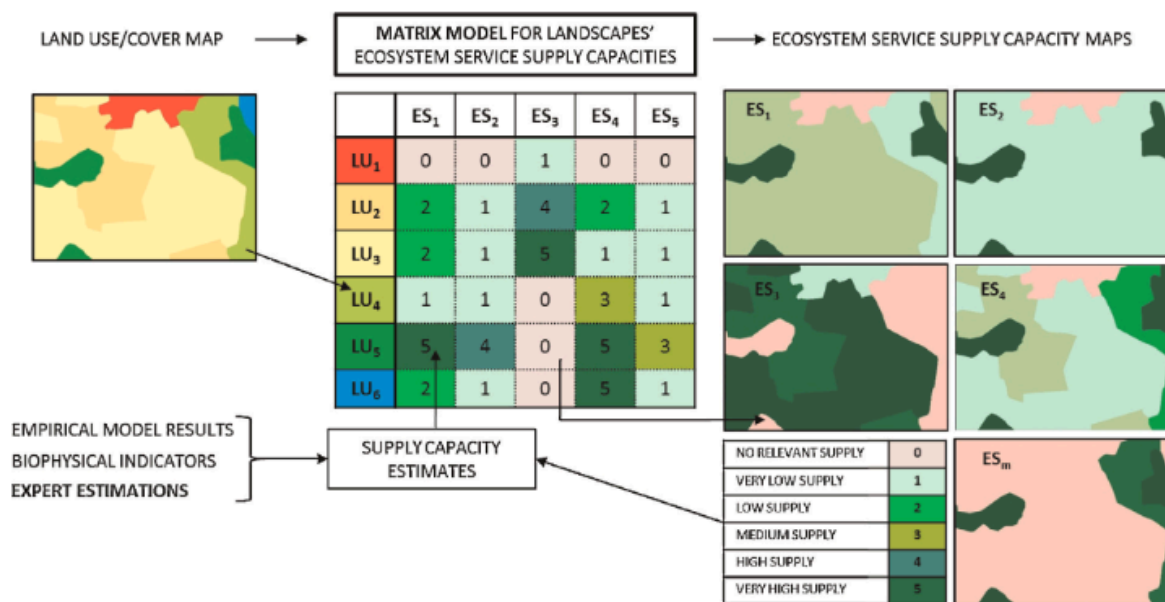 LAND USE/COVER MAP
MATRIX MODEL FOR LANDSCAPES'
ECOSYSTEM SERVICE SUPPLY CAPACITIES
ECOSYSTEM SERVICE SUPPLY CAPACITY MAPS
ES₁ ES₂ ES₃ ES₄ ES₅
LU₁ 0 0 1 0 0
LU₂ 2 1 4 2 1
LU₃ 2 1 5 1 1
LU₄ 1 1 0 3 1
LU₅ 5 4 0 5 3
LU₆ 2 1 0 5 1
ES₁
ES₂
ES₃
ES₄
ESₘ
EMPIRICAL MODEL RESULTS
BIOPHYSICAL INDICATORS
EXPERT ESTIMATIONS
SUPPLY CAPACITY
ESTIMATES
NO RELEVANT SUPPLY 0
VERY LOW SUPPLY 1
LOW SUPPLY 2
MEDIUM SUPPLY 3
HIGH SUPPLY 4
VERY HIGH SUPPLY 5